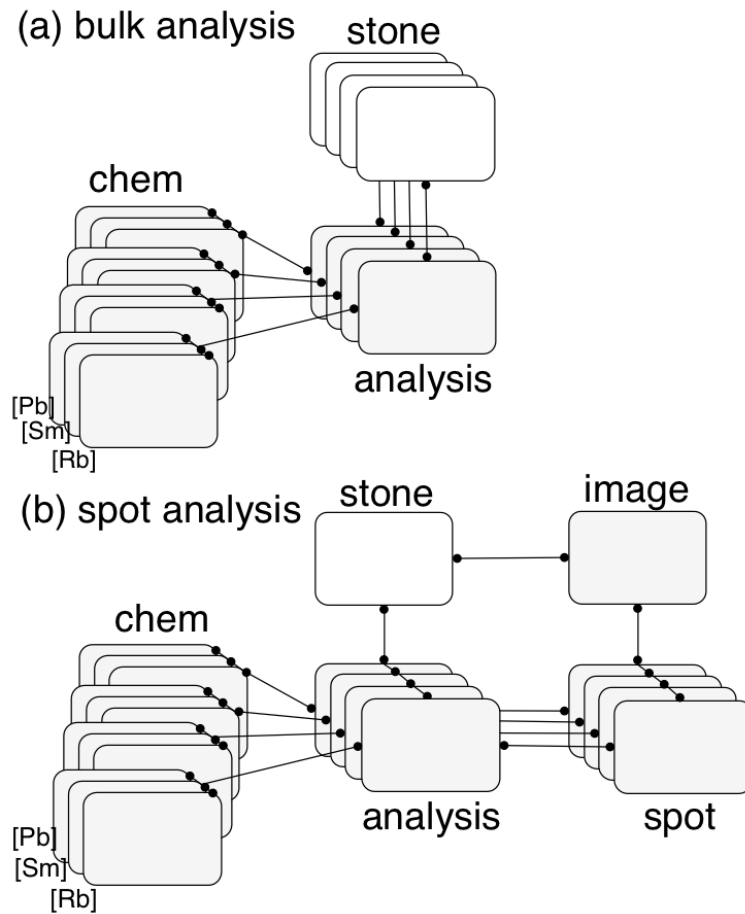 (a) bulk analysis
stone
chem
analysis
[Pb]
[Sm]
[Rb]
(b) spot analysis
stone
image
chem
analysis
spot
[Pb]
[Sm]
[Rb]